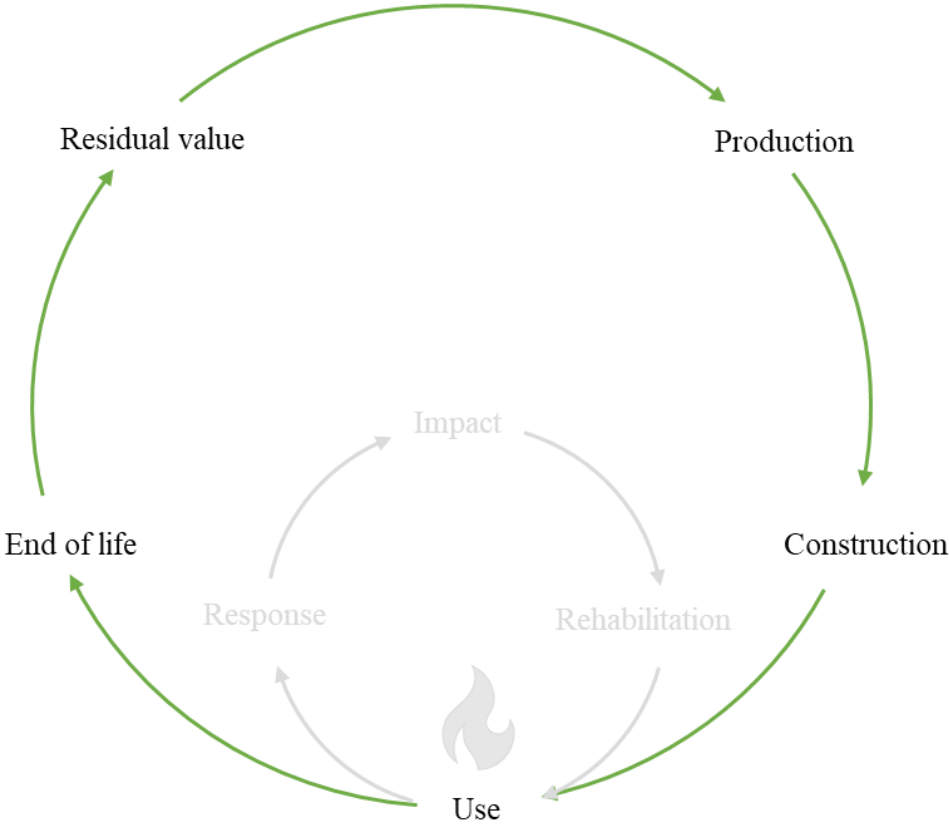 Residual value
Production
Impact
End of life
Construction
Response
Rehabilitation
Use